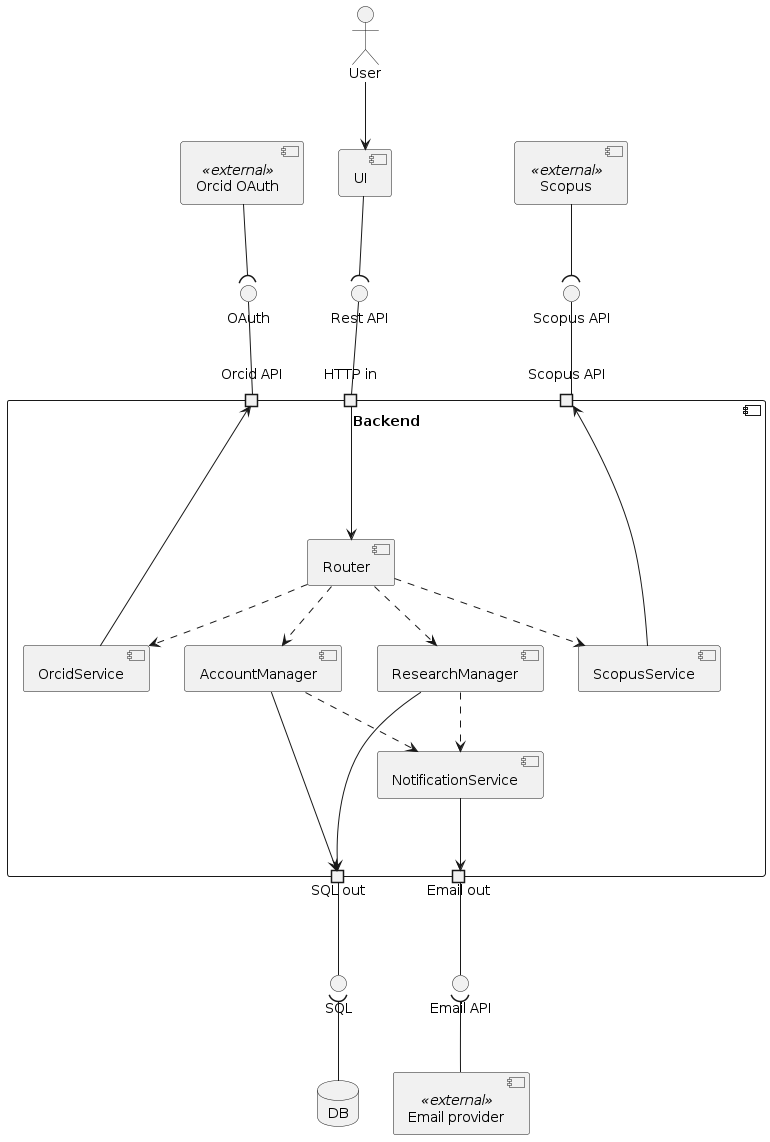 User
«external»
Orcid OAuth
UI
«external»
Scopus
OAuth
Rest API
Scopus API
Orcid API
HTTP in
Scopus API
Backend
Router
OrcidService
AccountManager
ResearchManager
ScopusService
NotificationService
SQL out
Email out
SQL
Email API
DB
«external»
Email provider